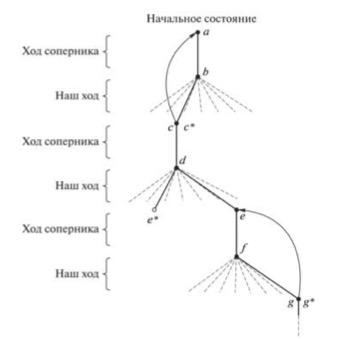 Начальное состояние
a
Ход соперника
b
Наш ход
c c*
Ход соперника
d
Наш ход
e* e
Ход соперника
f
Наш ход
g g*